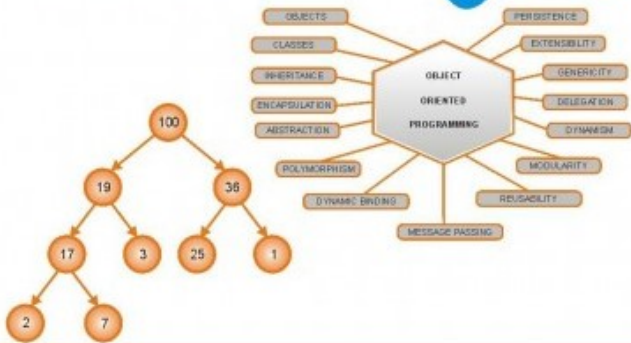 OBJECTS
CLASSES
INHERITANCE
ENCAPSULATION
ABSTRACTION
POLYMORPHISM
DYNAMIC BINDING
MESSAGE PASSING
OBJECT
ORIENTED
PROGRAMMING
PERSISTENCE
EXTENSIBILITY
GENERICITY
DELEGATION
DYNAMISM
MODULARITY
REUSABILITY
100
19 36
17 3 25 1
2 7